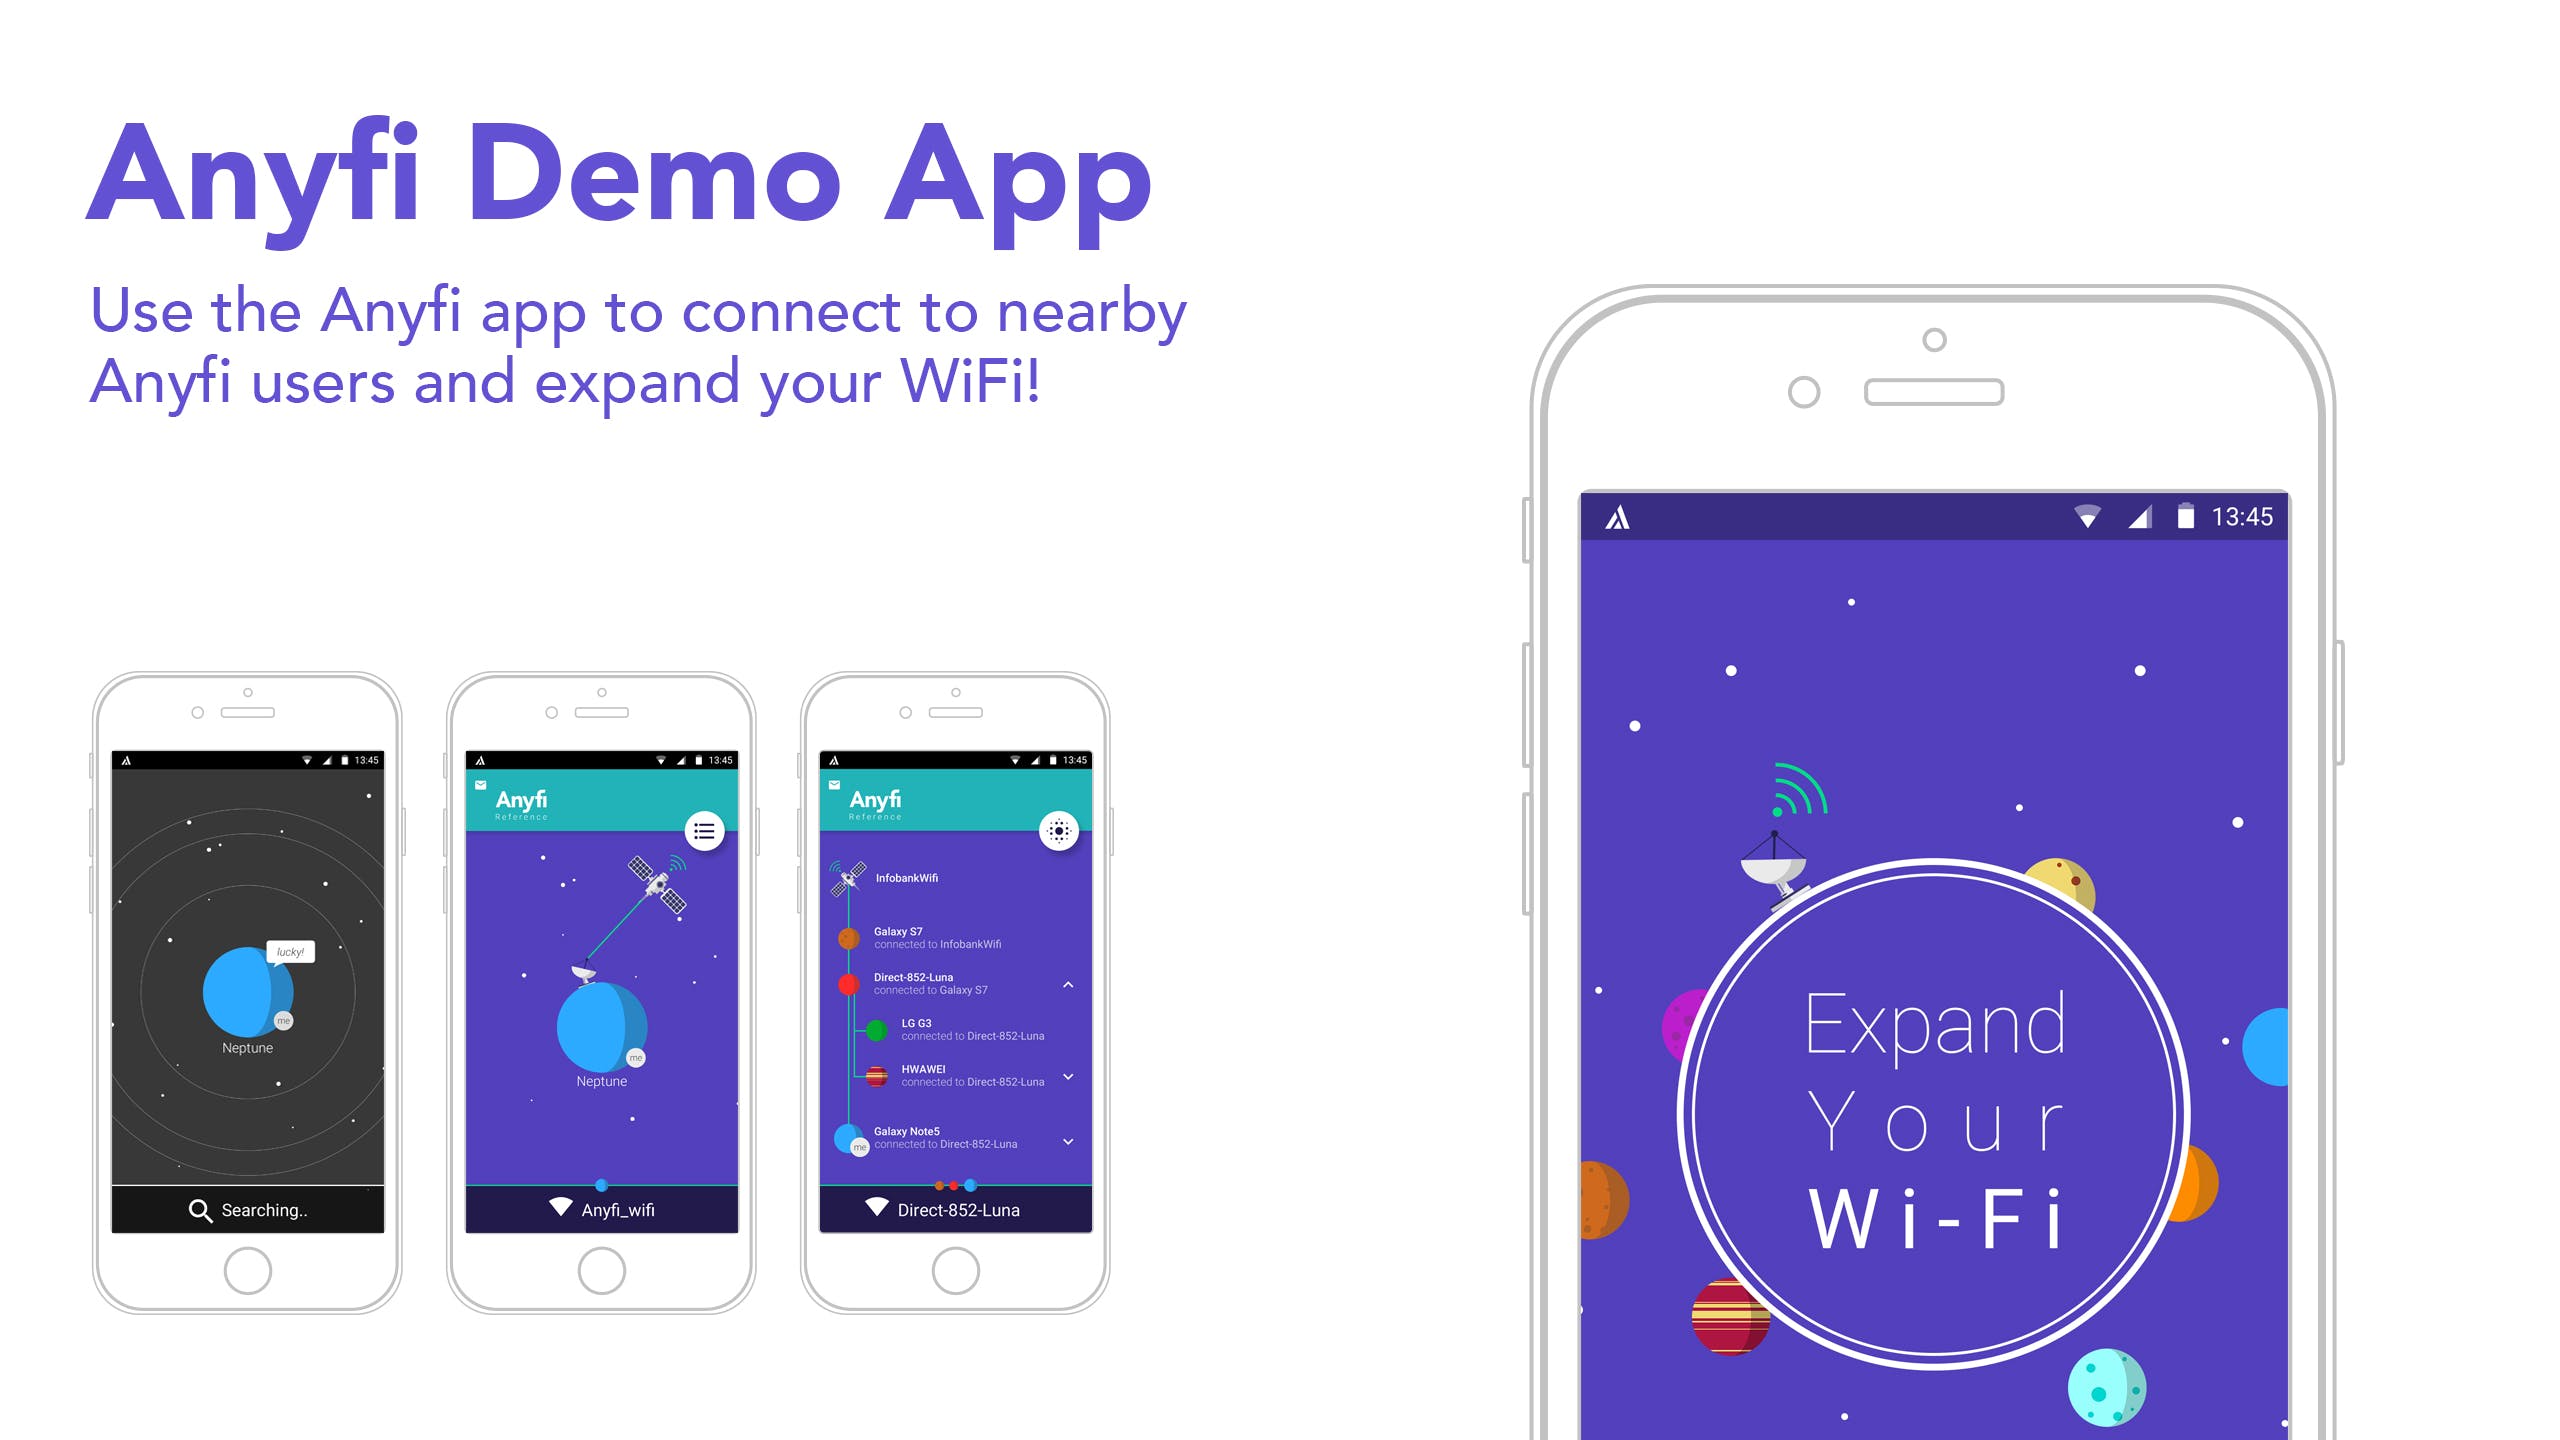 Anyfi Demo App
Use the Anyfi app to connect to nearby
Anyfi users and expand your WiFi!
13:45
lucky!
me
Neptune
Searching..
13:45
Anyfi
Reference
me
Neptune
Anyfi_wifi
13:45
Anyfi
Reference
InfobankWifi
Galaxy S7
connected to InfobankWifi
Direct-852-Luna
connected to Galaxy S7
LG G3
connected to Direct-852-Luna
HWAWEI
connected to Direct-852-Luna
Galaxy Note5
connected to Direct-852-Luna
me
Direct-852-Luna
13:45
Expand
Your
Wi-Fi